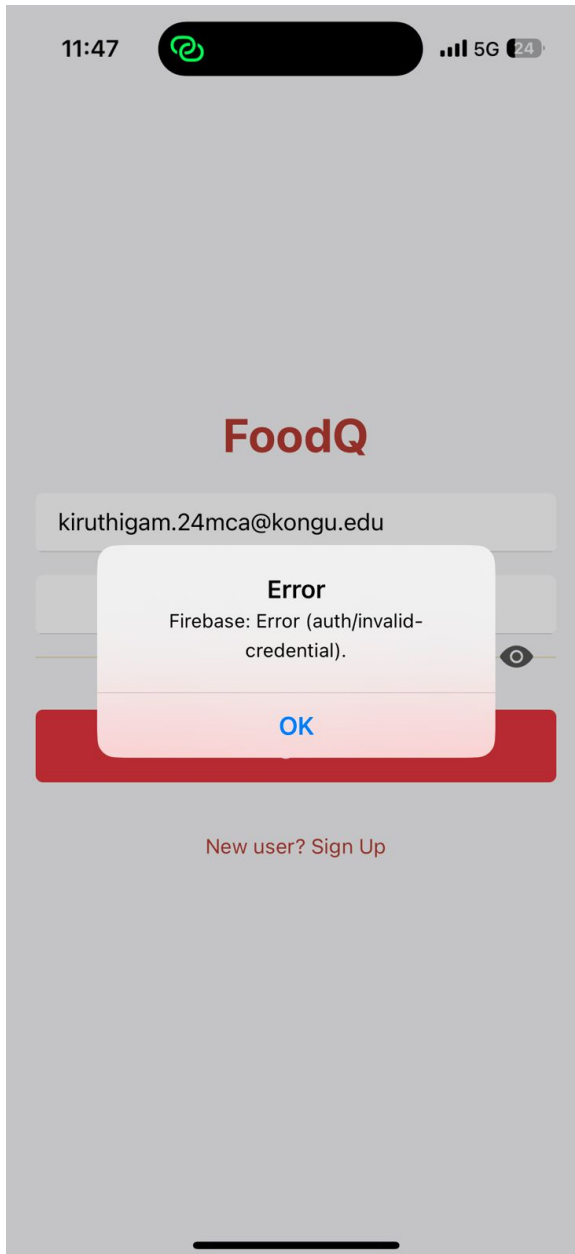 11:47
5G 24
FoodQ
kiruthigam.24mca@kongu.edu
Error
Firebase: Error (auth/invalid-
credential).
OK
New user? Sign Up